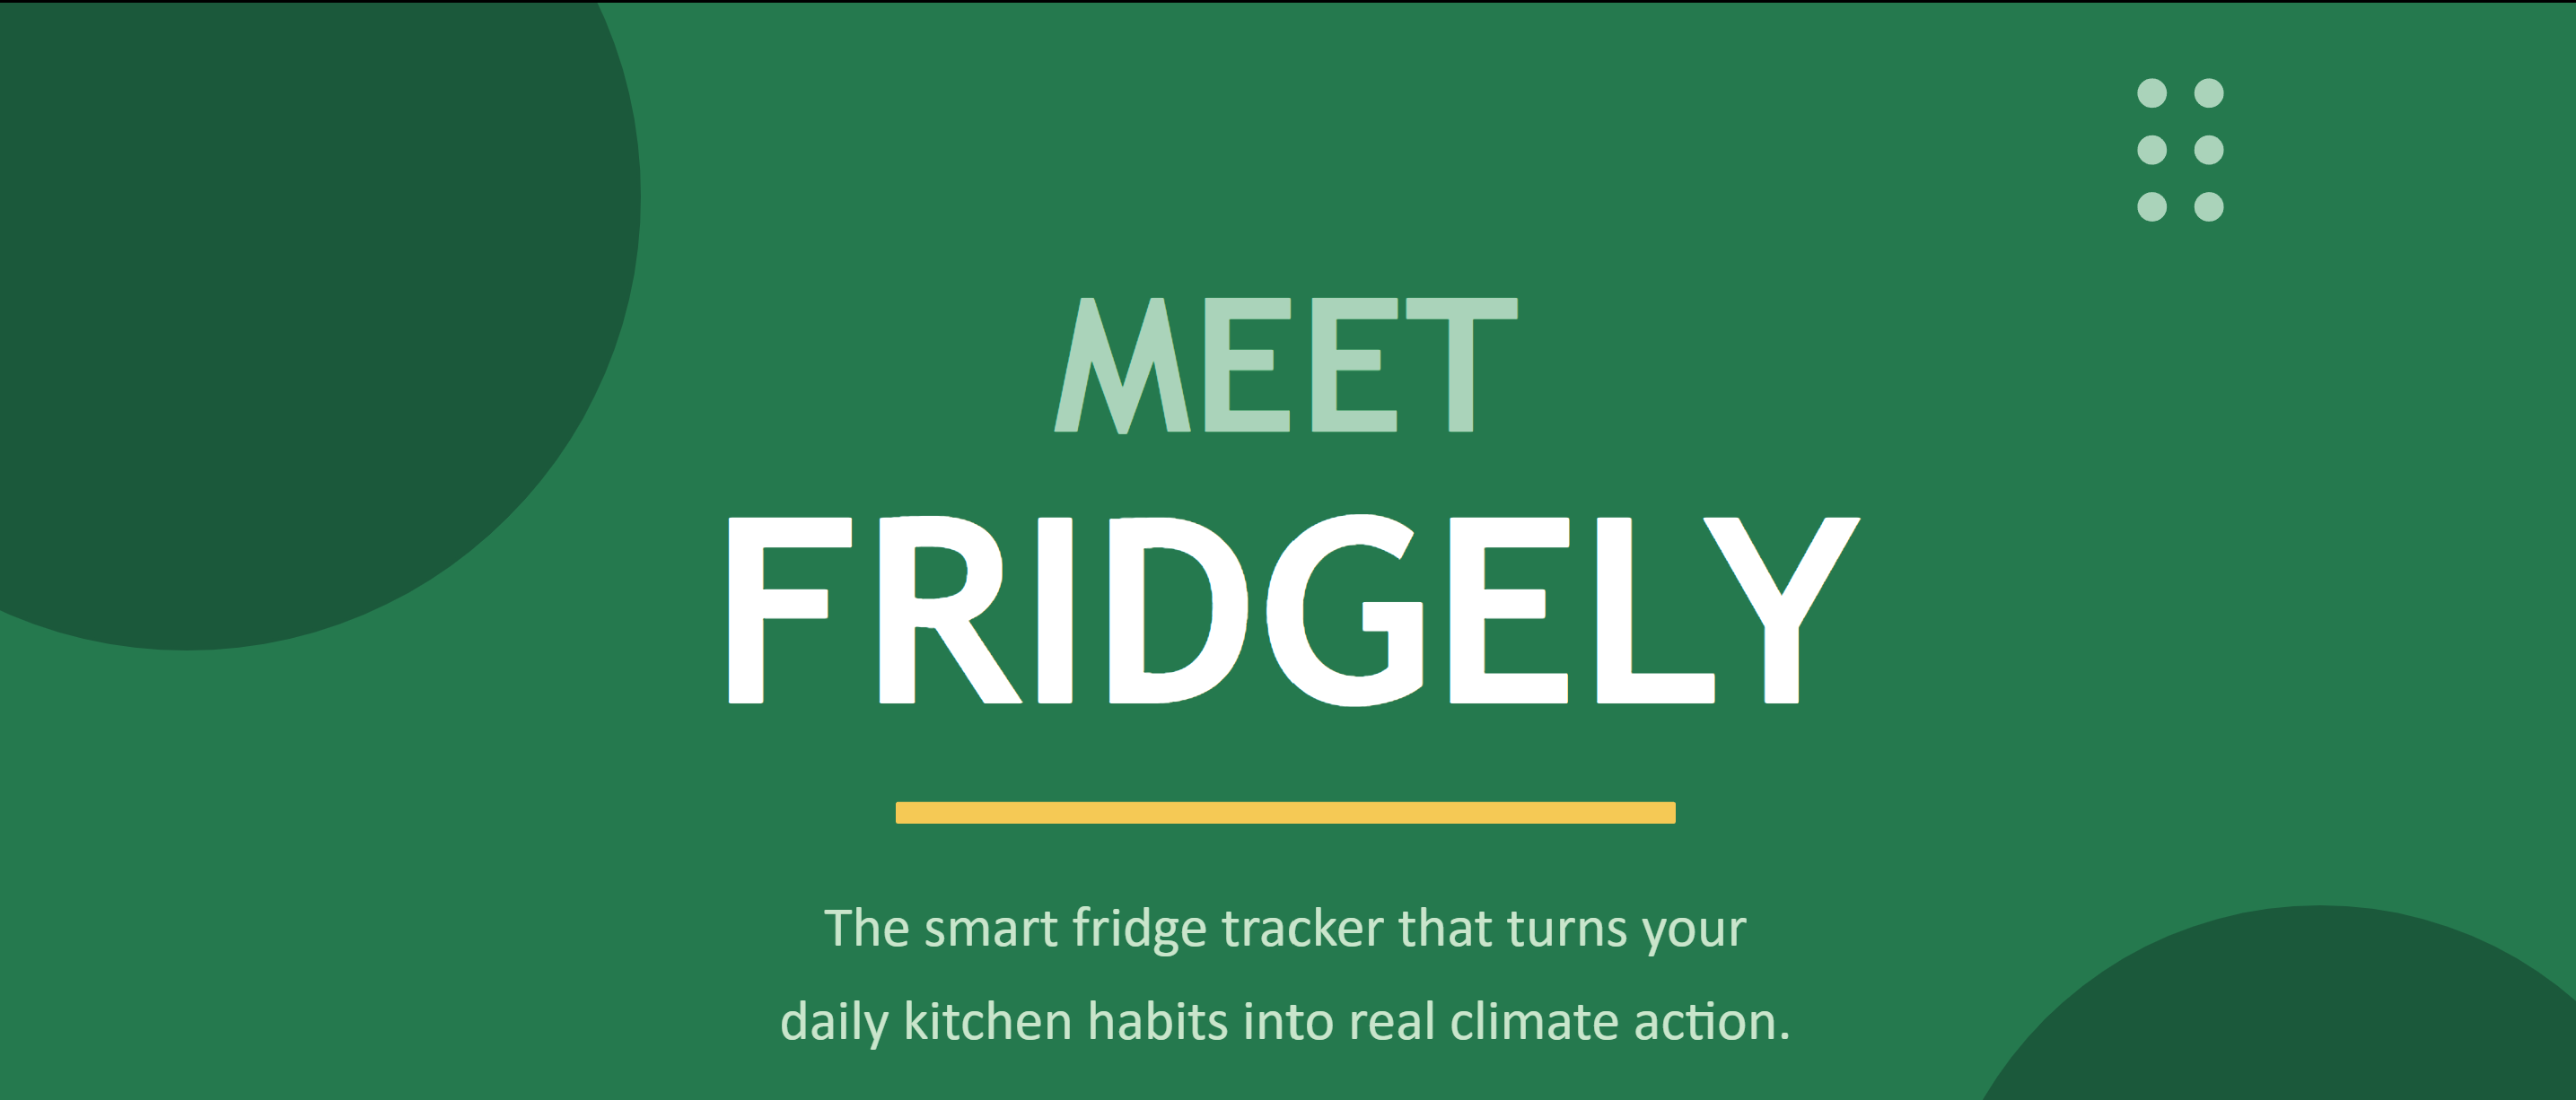 MEET
FRIDGELY
The smart fridge tracker that turns your
daily kitchen habits into real climate action.